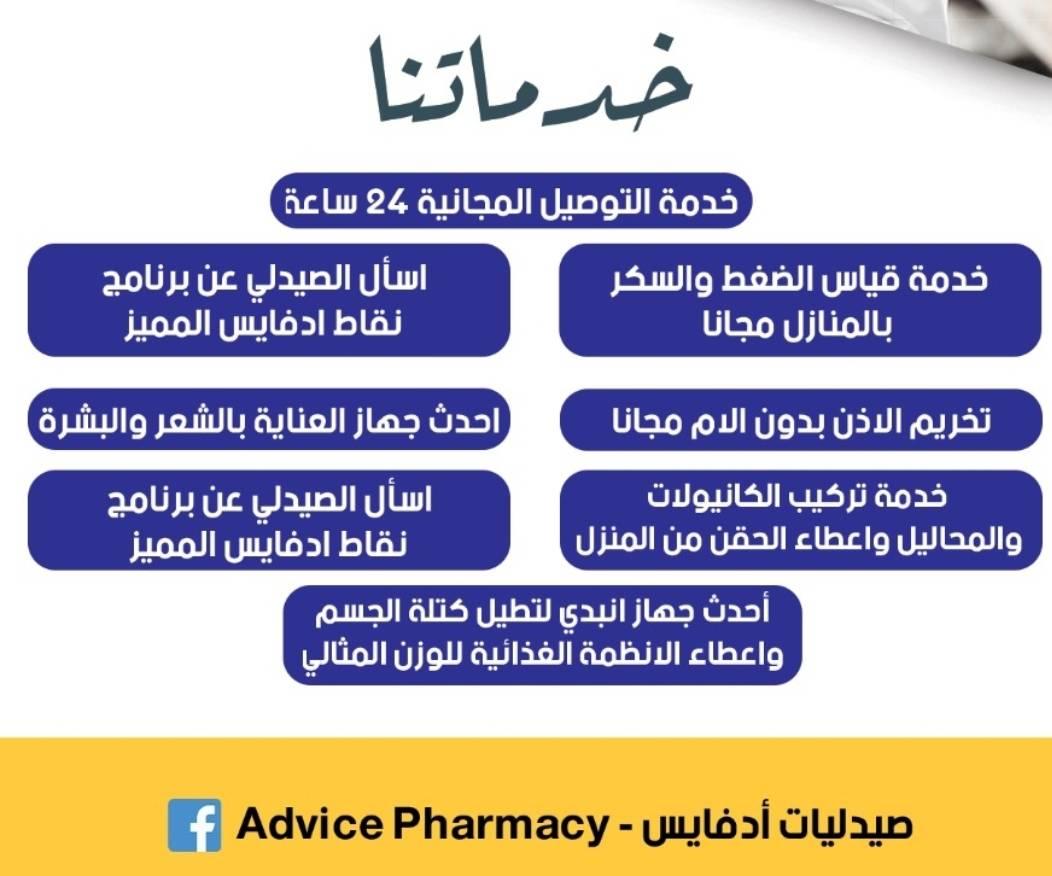 خدماتنا
خدمة التوصيل المجانية 24 ساعة
خدمة قياس الضغط والسكر
بالمنازل مجانا
اسأل الصيدلي عن برنامج
نقاط ادفايس المميز
تخريم الاذن بدون الام مجانا
احدث جهاز العناية بالشعر والبشرة
خدمة تركيب الكانيولات
والمحاليل واعطاء الحقن من المنزل
اسأل الصيدلي عن برنامج
نقاط ادفايس المميز
أحدث جهاز انبدي لتطيل كتلة الجسم
واعطاء الانظمة الغذائية للوزن المثالي
صيدليات أدفايس - Advice Pharmacy